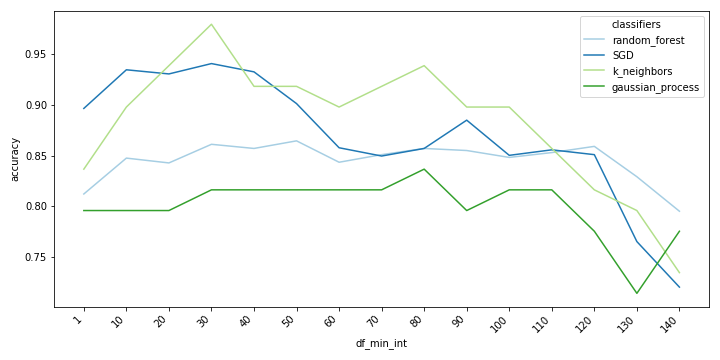 classifiers
random_forest
SGD
k_neighbors
gaussian_process
accuracy
0.95
0.90
0.85
0.80
0.75
1 10 20 30 40 50 60 70 80 90 100 110 120 130 140
df_min_int